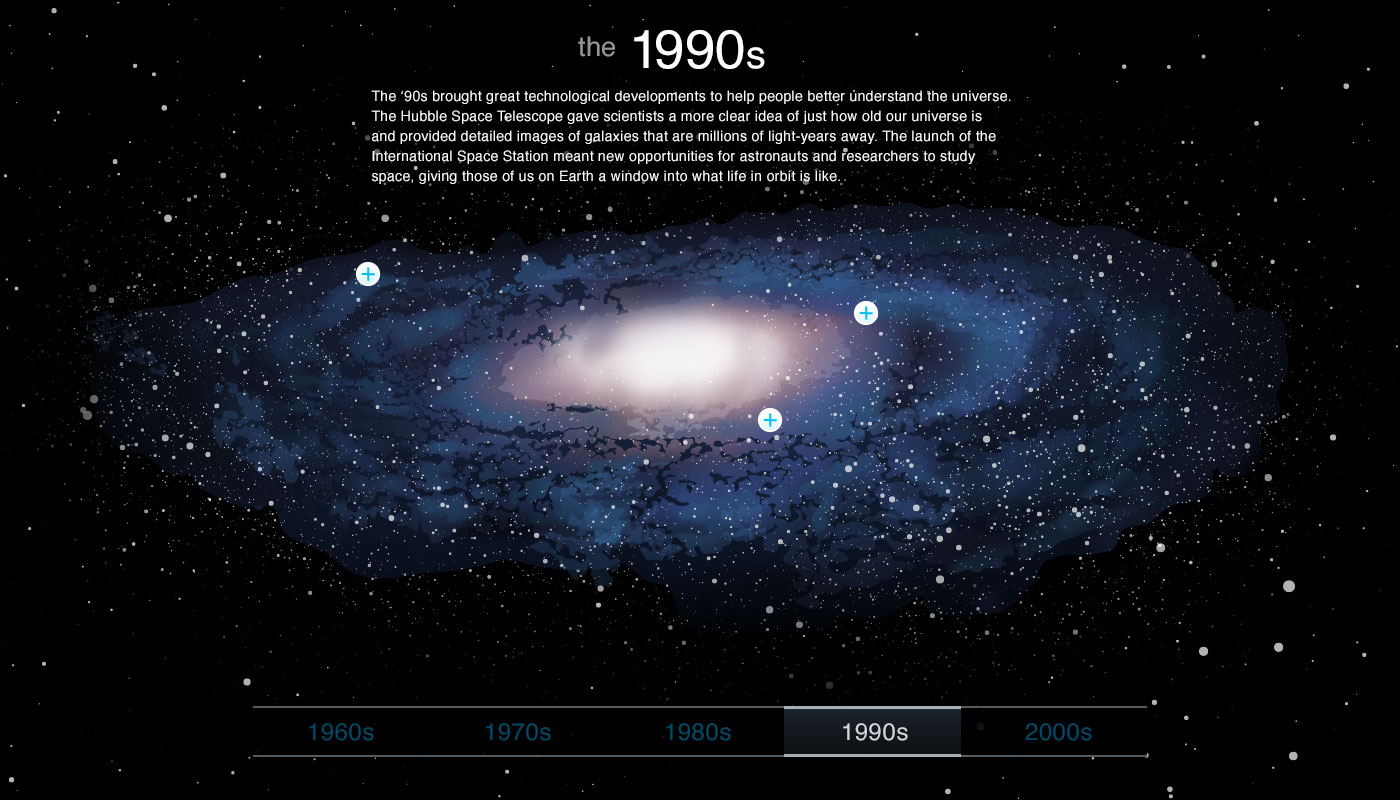 the 1990s
The ‘90s brought great technological developments to help people better understand the universe.
The Hubble Space Telescope gave scientists a more clear idea of just how old our universe is
and provided detailed images of galaxies that are millions of light-years away. The launch of the
International Space Station meant new opportunities for astronauts and researchers to study
space, giving those of us on Earth a window into what life in orbit is like.
1960s 1970s 1980s 1990s 2000s